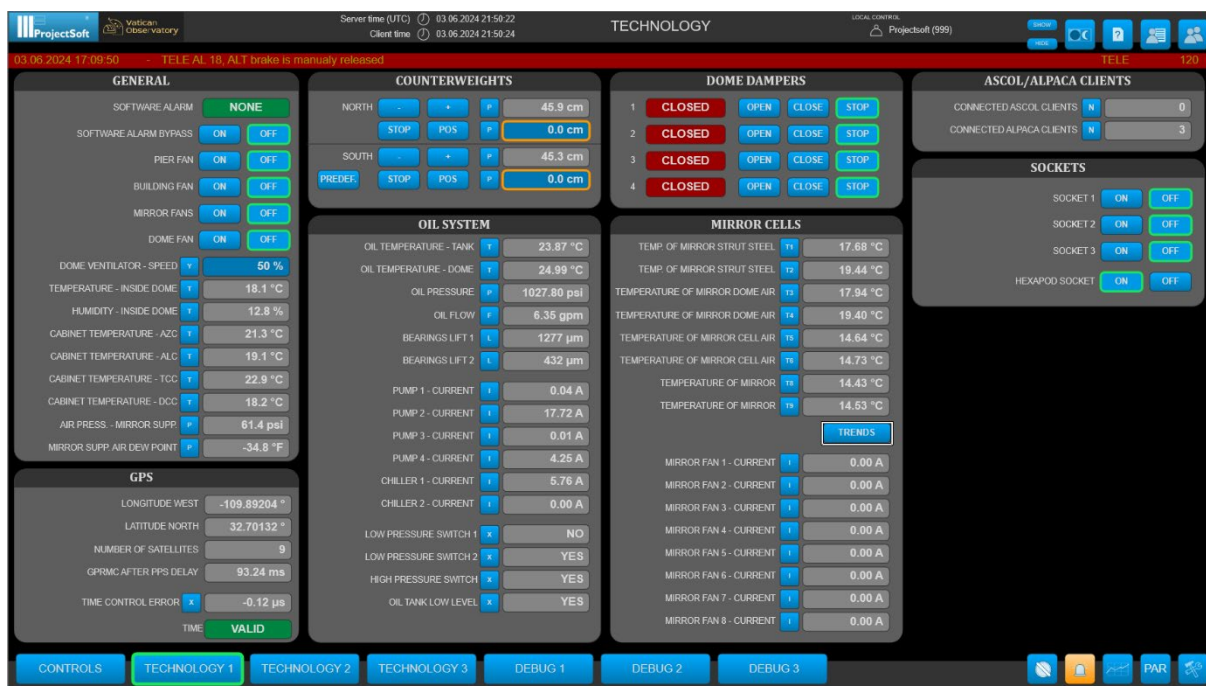 ProjectSoft
Vatican Observatory
Server time (UTC) 03.06.2024 21:50:22
Client time 03.06.2024 21:50:24
TECHNOLOGY
LOCAL CONTROL
Projectsoft (999)
SHOW
HIDE
?
03.06.2024 17:09:50 - TELE AL 18, ALT brake is manualy released TELE 120
GENERAL
SOFTWARE ALARM NONE
SOFTWARE ALARM BYPASS ON OFF
PIER FAN ON OFF
BUILDING FAN ON OFF
MIRROR FANS ON OFF
DOME FAN ON OFF
DOME VENTILATOR - SPEED Y 50 %
TEMPERATURE - INSIDE DOME T 18.1 °C
HUMIDITY - INSIDE DOME T 12.8 %
CABINET TEMPERATURE - AZC T 21.3 °C
CABINET TEMPERATURE - ALC T 19.1 °C
CABINET TEMPERATURE - TCC T 22.9 °C
CABINET TEMPERATURE - DCC T 18.2 °C
AIR PRESS. - MIRROR SUPP. P 61.4 psi
MIRROR SUPP. AIR DEW POINT P -34.8 °F
GPS
LONGITUDE WEST -109.89204 °
LATITUDE NORTH 32.70132 °
NUMBER OF SATELLITES 9
GPRMC AFTER PPS DELAY 93.24 ms
TIME CONTROL ERROR X -0.12 µs
TIME VALID
COUNTERWEIGHTS
NORTH - + P 45.9 cm
STOP POS P 0.0 cm
SOUTH - + P 45.3 cm
PREDEF. STOP POS P 0.0 cm
OIL SYSTEM
OIL TEMPERATURE - TANK T 23.87 °C
OIL TEMPERATURE - DOME T 24.99 °C
OIL PRESSURE P 1027.80 psi
OIL FLOW F 6.35 gpm
BEARINGS LIFT 1 L 1277 µm
BEARINGS LIFT 2 L 432 µm
PUMP 1 - CURRENT I 0.04 A
PUMP 2 - CURRENT I 17.72 A
PUMP 3 - CURRENT I 0.01 A
PUMP 4 - CURRENT I 4.25 A
CHILLER 1 - CURRENT I 5.76 A
CHILLER 2 - CURRENT I 0.00 A
LOW PRESSURE SWITCH 1 X NO
LOW PRESSURE SWITCH 2 X YES
HIGH PRESSURE SWITCH X YES
OIL TANK LOW LEVEL X YES
DOME DAMPERS
1 CLOSED OPEN CLOSE STOP
2 CLOSED OPEN CLOSE STOP
3 CLOSED OPEN CLOSE STOP
4 CLOSED OPEN CLOSE STOP
MIRROR CELLS
TEMP. OF MIRROR STRUT STEEL T1 17.68 °C
TEMP. OF MIRROR STRUT STEEL T2 19.44 °C
TEMPERATURE OF MIRROR DOME AIR T3 17.94 °C
TEMPERATURE OF MIRROR DOME AIR T4 19.40 °C
TEMPERATURE OF MIRROR CELL AIR T5 14.64 °C
TEMPERATURE OF MIRROR CELL AIR T6 14.73 °C
TEMPERATURE OF MIRROR T8 14.43 °C
TEMPERATURE OF MIRROR T9 14.53 °C
TRENDS
MIRROR FAN 1 - CURRENT I 0.00 A
MIRROR FAN 2 - CURRENT I 0.00 A
MIRROR FAN 3 - CURRENT I 0.00 A
MIRROR FAN 4 - CURRENT I 0.00 A
MIRROR FAN 5 - CURRENT I 0.00 A
MIRROR FAN 6 - CURRENT I 0.00 A
MIRROR FAN 7 - CURRENT I 0.00 A
MIRROR FAN 8 - CURRENT I 0.00 A
ASCOL/ALPACA CLIENTS
CONNECTED ASCOL CLIENTS N 0
CONNECTED ALPACA CLIENTS N 3
SOCKETS
SOCKET 1 ON OFF
SOCKET 2 ON OFF
SOCKET 3 ON OFF
HEXAPOD SOCKET ON OFF
CONTROLS TECHNOLOGY 1 TECHNOLOGY 2 TECHNOLOGY 3 DEBUG 1 DEBUG 2 DEBUG 3 PAR